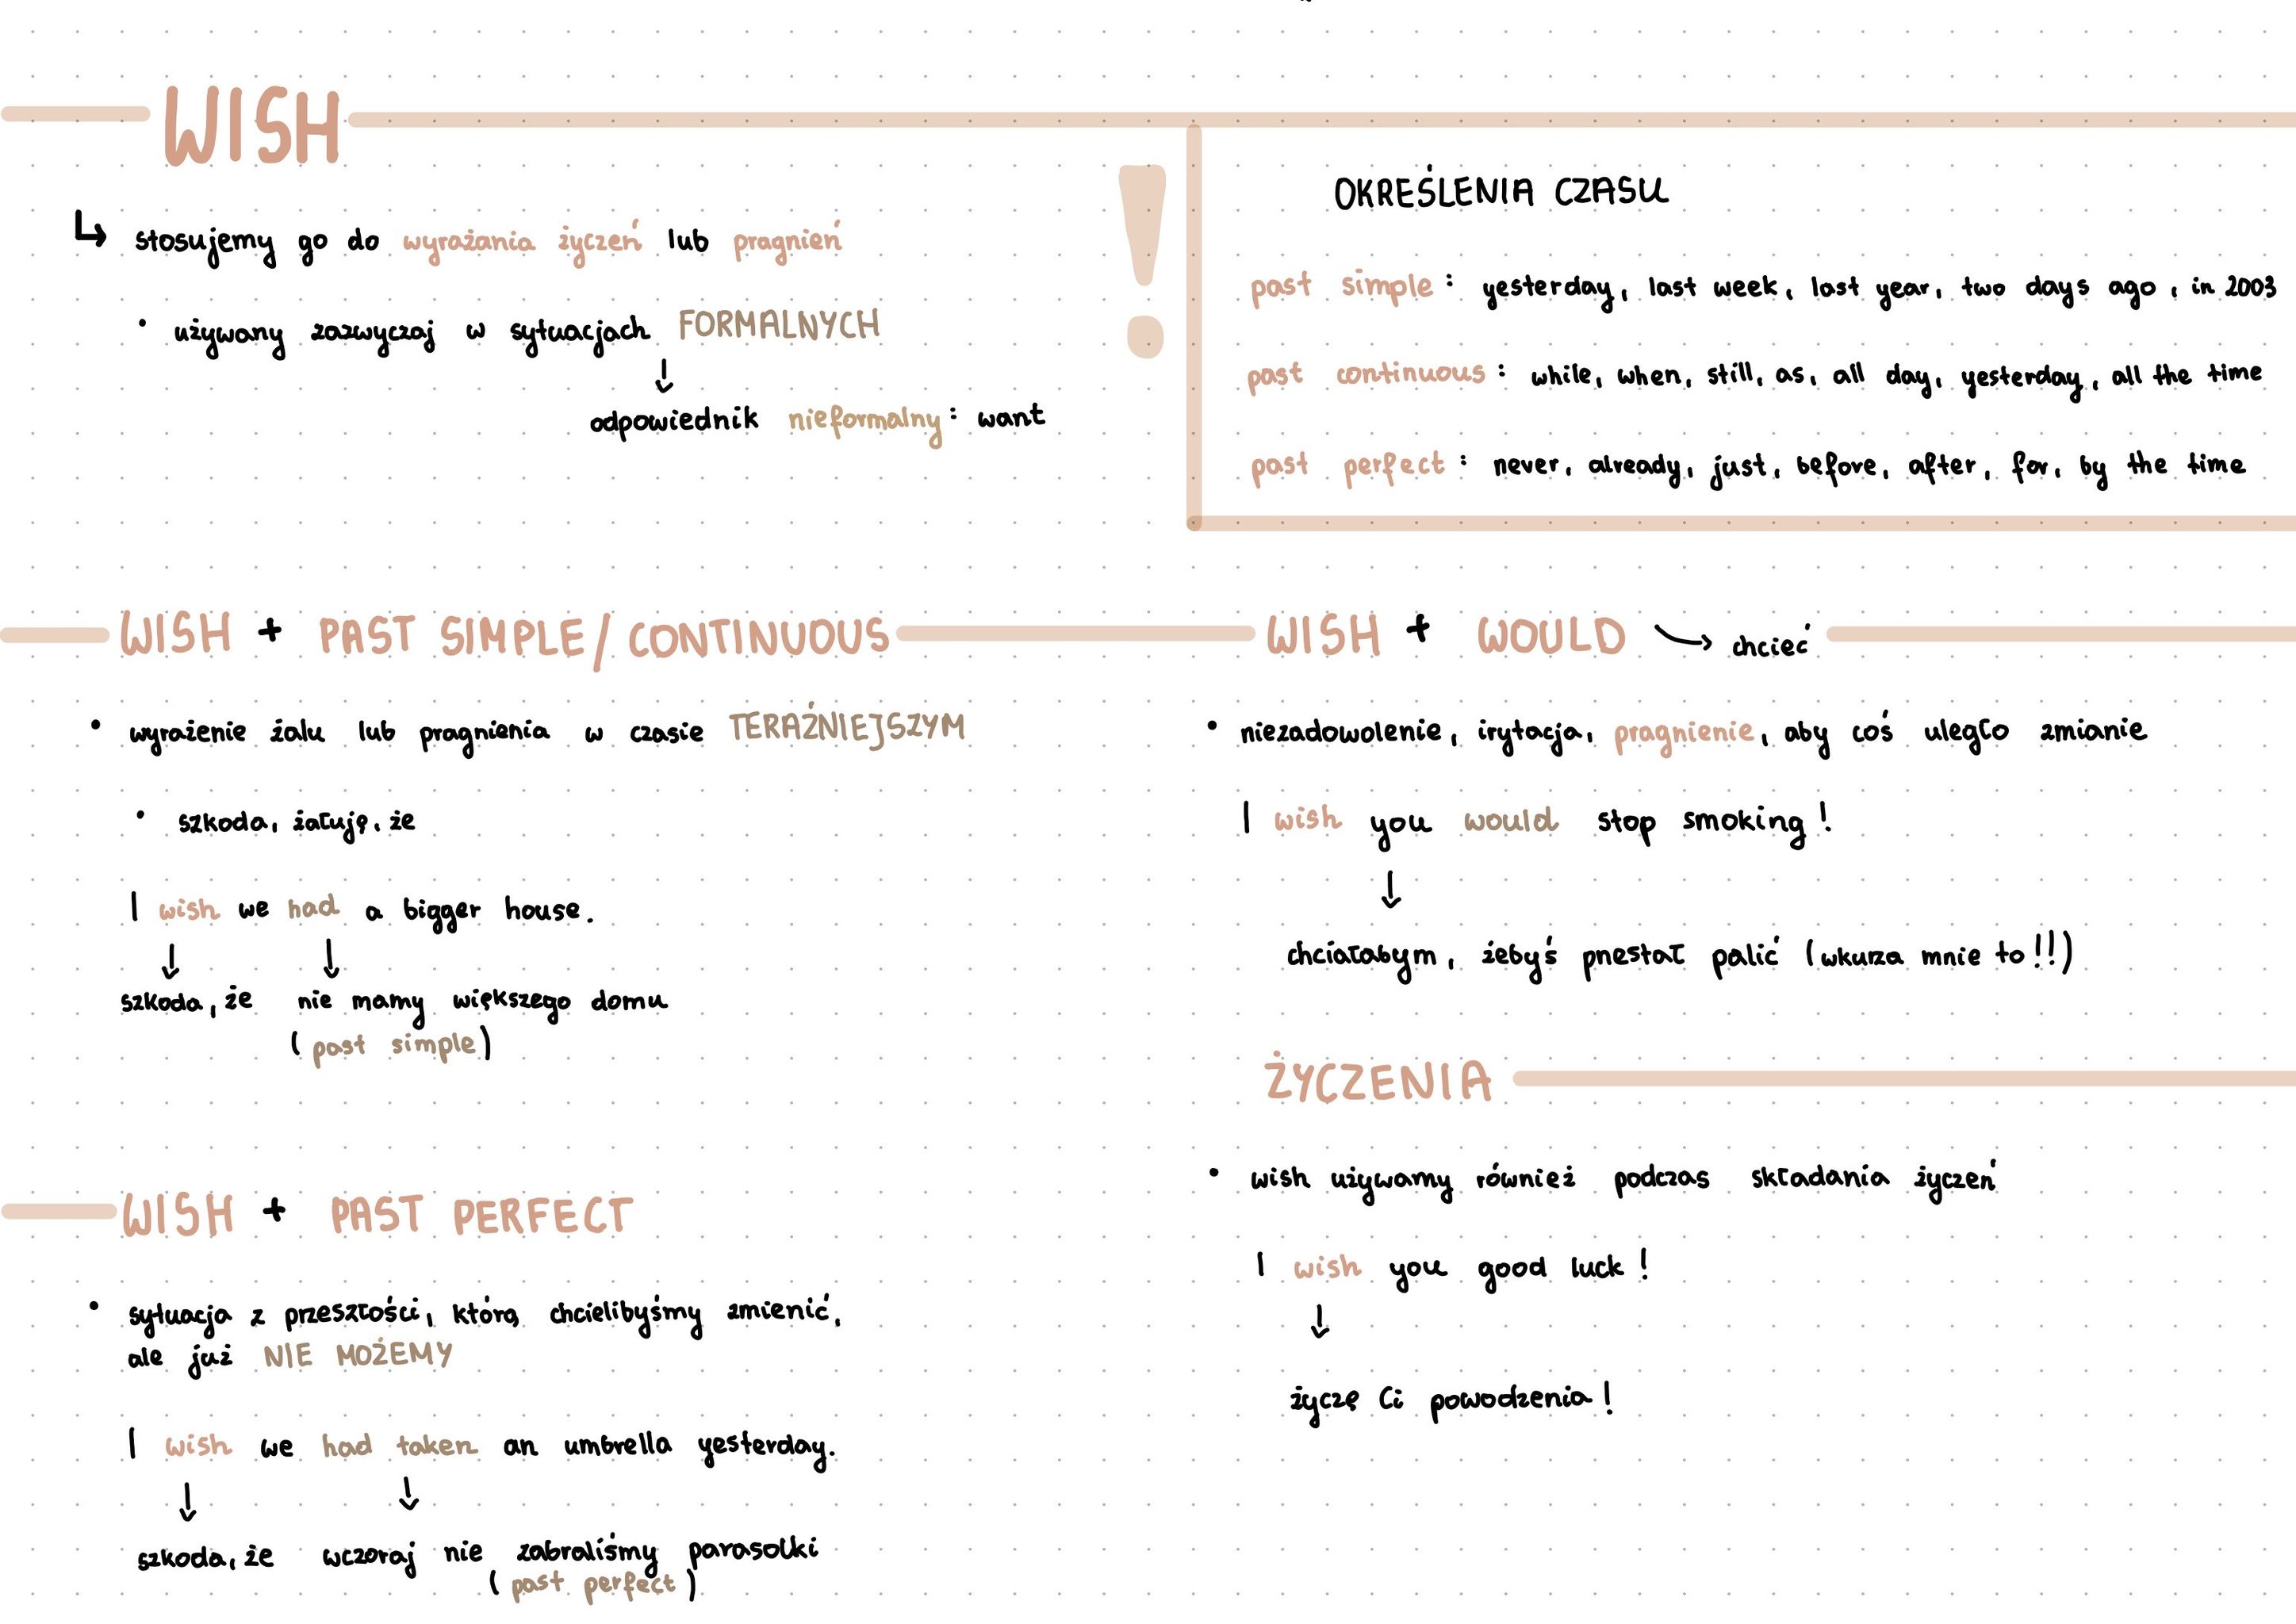 WISH
↳ stosujemy go do wyrażania życzeń lub pragnień
• używany zazwyczaj w sytuacjach FORMALNYCH
↓
odpowiednik nieformalny: want
!
OKREŚLENIA CZASU
past simple: yesterday, last week, last year, two days ago, in 2003
past continuous: while, when, still, as, all day, yesterday, all the time
past perfect: never, already, just, before, after, for, by the time
WISH + PAST SIMPLE/CONTINUOUS
• wyrażenie żalu lub pragnienia w czasie TERAŹNIEJSZYM
• szkoda, żałuję, że
I wish we had a bigger house.
↓ ↓
szkoda, że nie mamy większego domu
(past simple)
WISH + PAST PERFECT
• sytuacja z przeszłości, którą chcielibyśmy zmienić,
ale już NIE MOŻEMY
I wish we had taken an umbrella yesterday.
↓ ↓
szkoda, że wczoraj nie zabraliśmy parasolki
(past perfect)
WISH + WOULD → chcieć
• niezadowolenie, irytacja, pragnienie, aby coś uległo zmianie
I wish you would stop smoking!
↓
chciałabym, żebyś przestał palić (wkurza mnie to!!)
ŻYCZENIA
• wish używamy również podczas składania życzeń
I wish you good luck!
↓
życzę Ci powodzenia!